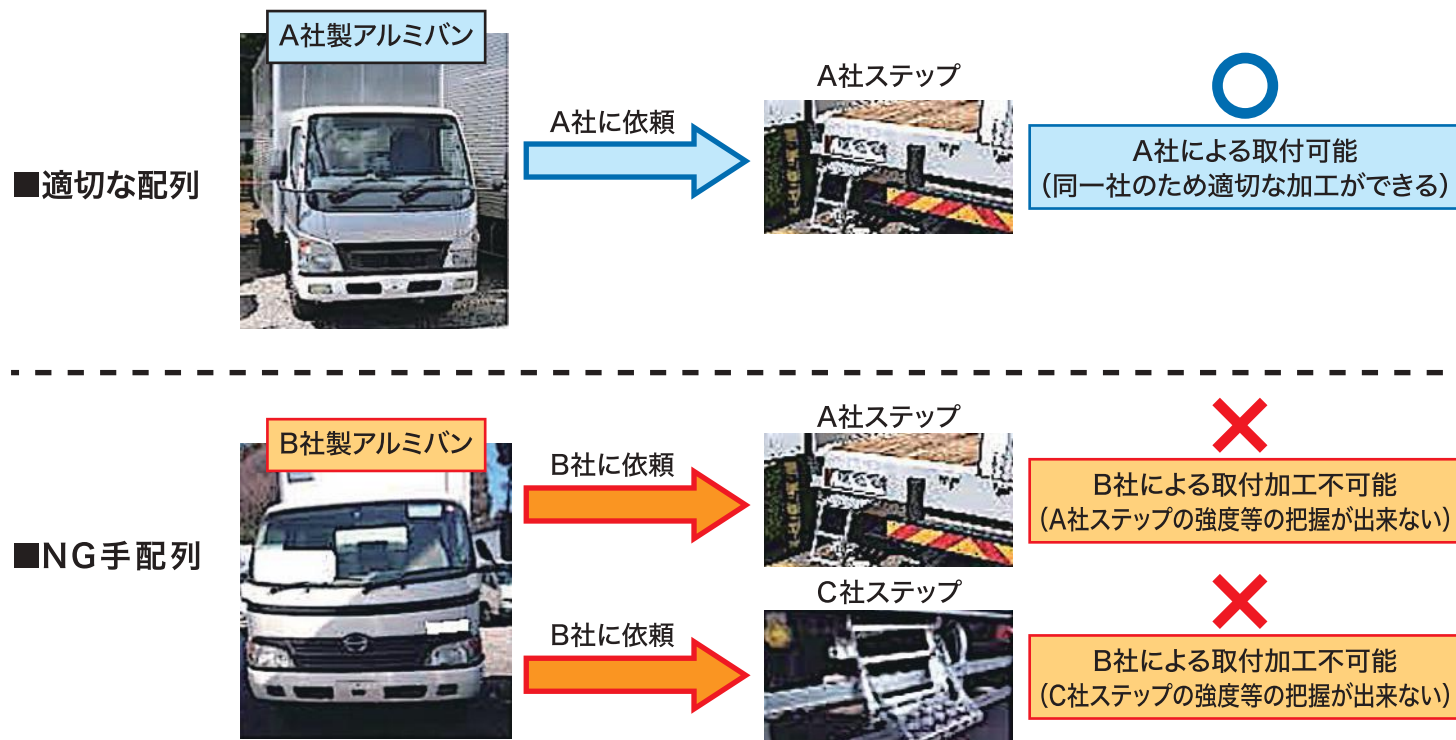 A社製アルミバン
■適切な配列
A社に依頼
A社ステップ
A社による取付可能
（同一社のため適切な加工ができる）
B社製アルミバン
■NG手配列
B社に依頼
A社ステップ
B社による取付加工不可能
（A社ステップの強度等の把握が出来ない）
B社に依頼
C社ステップ
B社による取付加工不可能
（C社ステップの強度等の把握が出来ない）